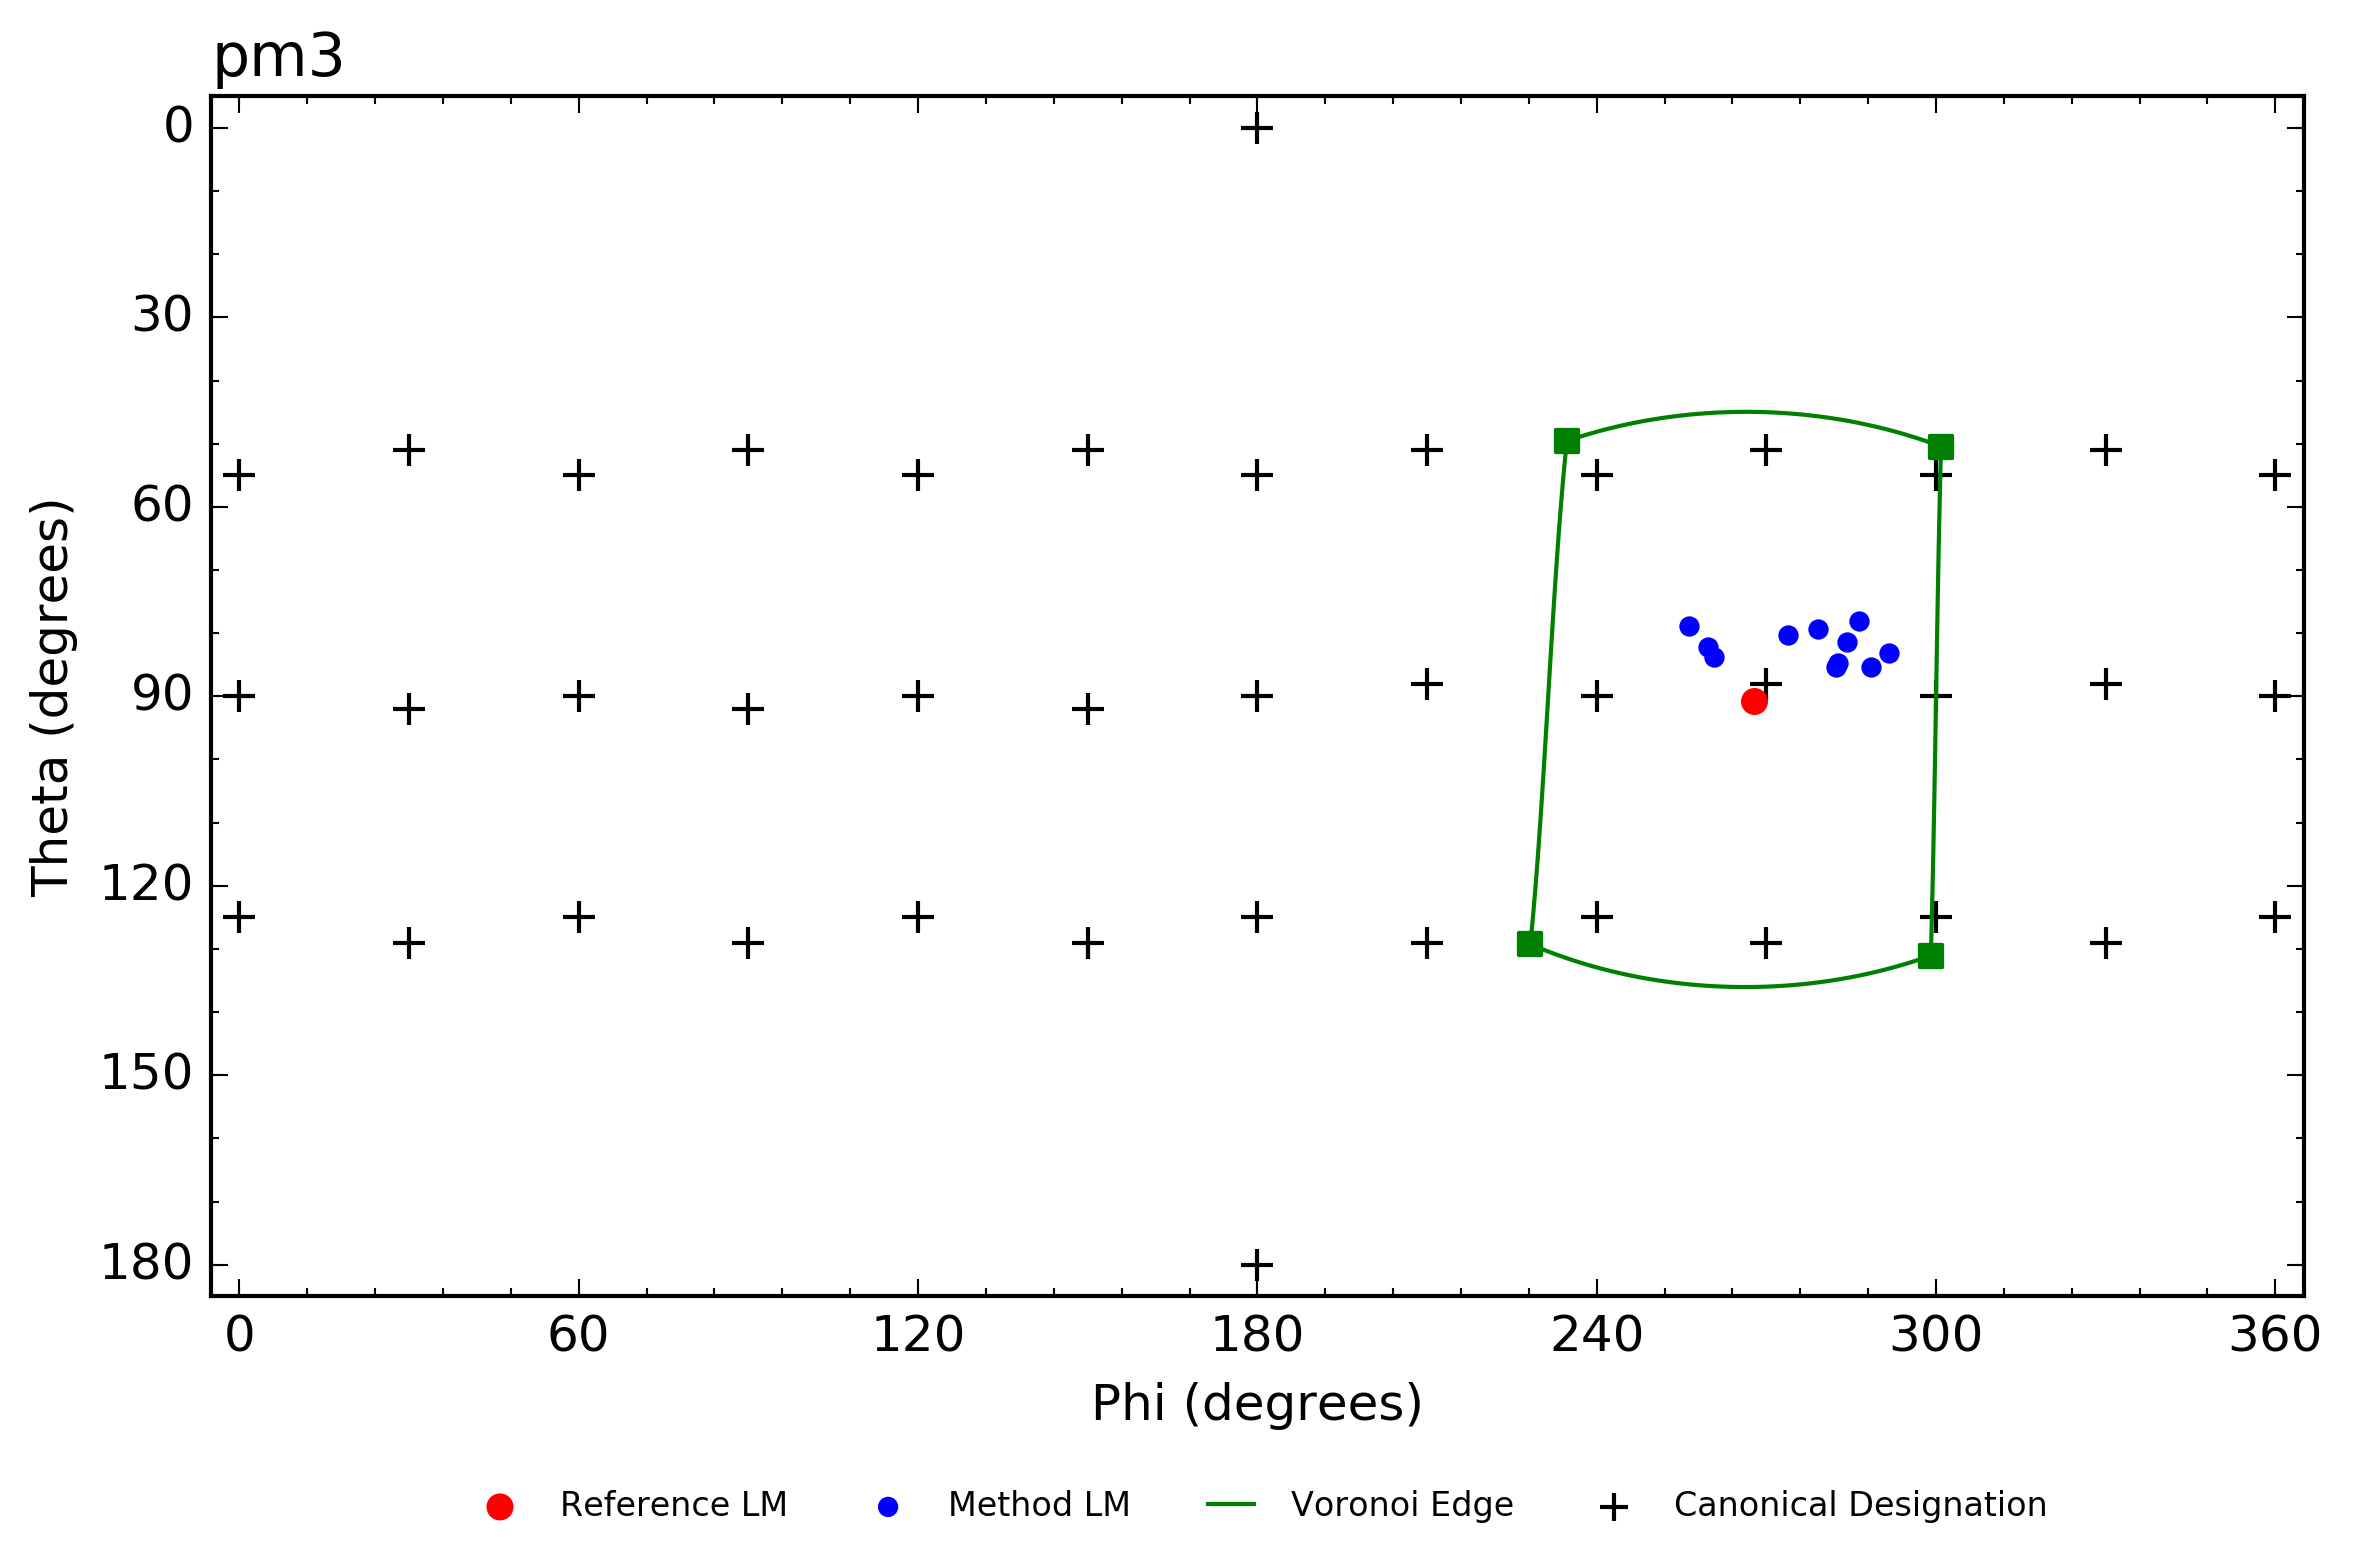 pm3
0
30
60
90
120
150
180
Theta (degrees)
0 60 120 180 240 300 360
Phi (degrees)
Reference LM Method LM Voronoi Edge Canonical Designation